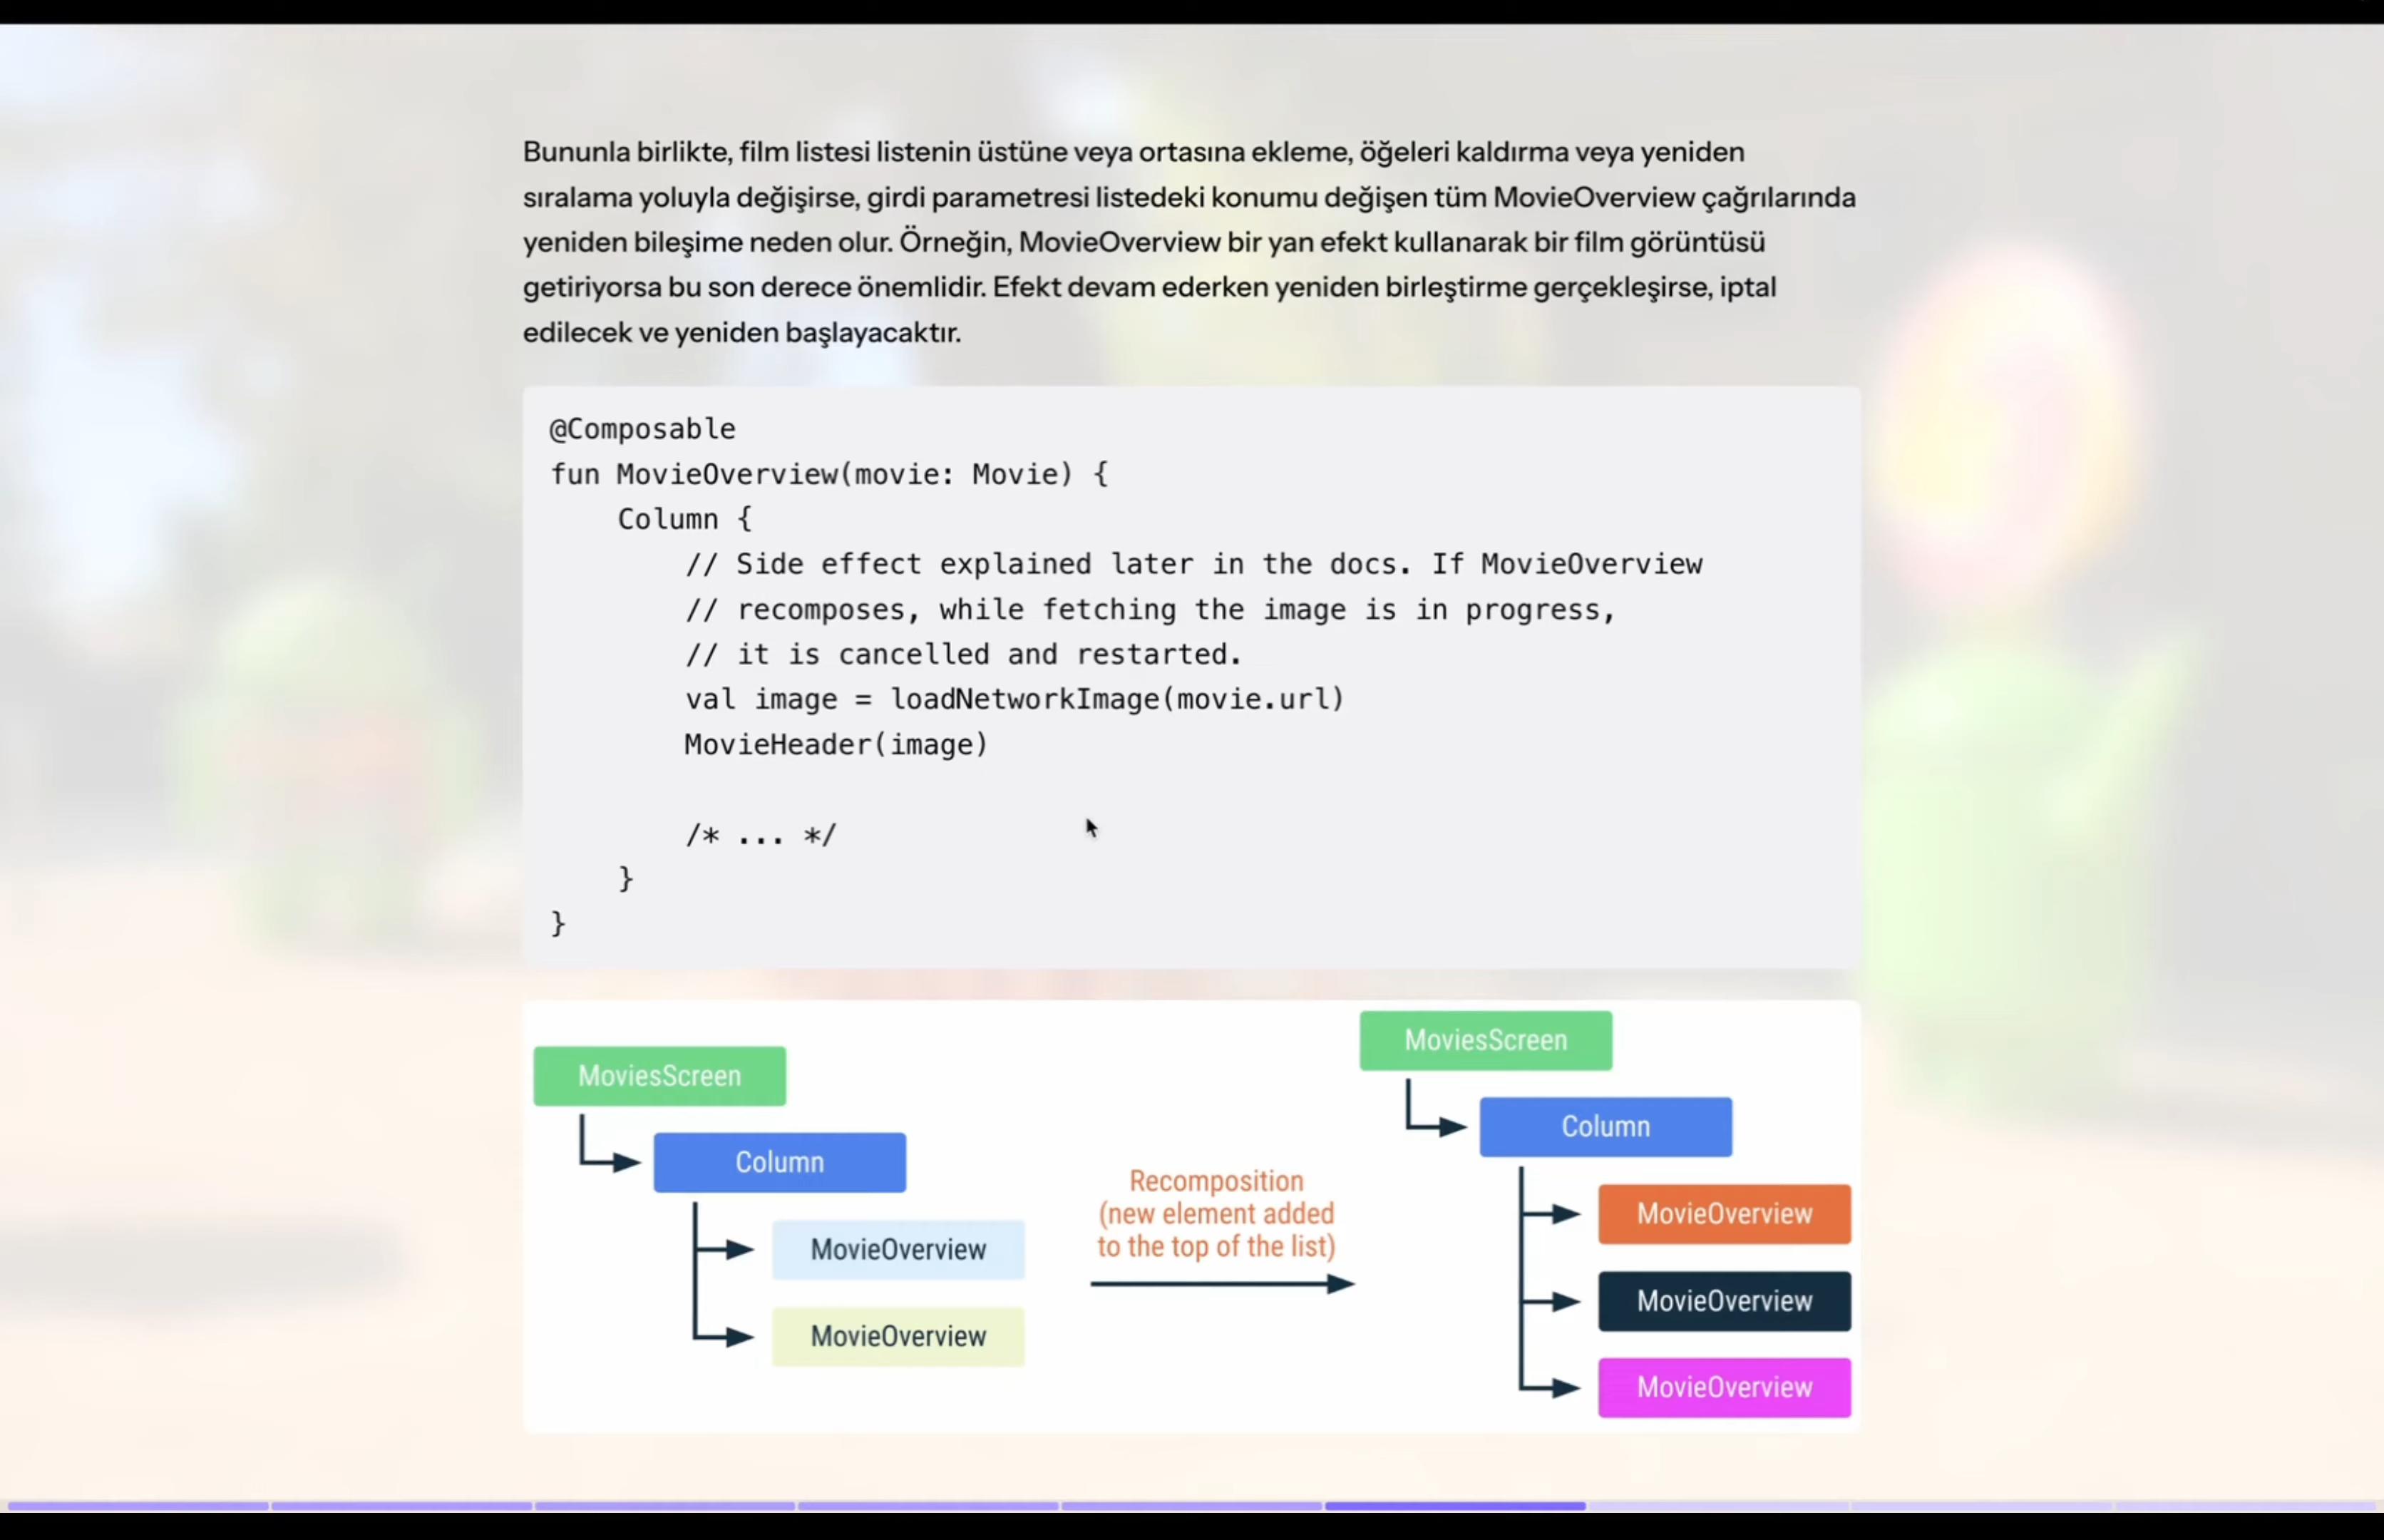 Bununla birlikte, film listesi listenin üstüne veya ortasına ekleme, öğeleri kaldırma veya yeniden
sıralama yoluyla değişirse, girdi parametresi listedeki konumu değişen tüm MovieOverview çağrılarında
yeniden bileşime neden olur. Örneğin, MovieOverview bir yan efekt kullanarak bir film görüntüsü
getiriyorsa bu son derece önemlidir. Efekt devam ederken yeniden birleştirme gerçekleşirse, iptal
edilecek ve yeniden başlayacaktır.
@Composable
fun MovieOverview(movie: Movie) {
    Column {
        // Side effect explained later in the docs. If MovieOverview
        // recomposes, while fetching the image is in progress,
        // it is cancelled and restarted.
        val image = loadNetworkImage(movie.url)
        MovieHeader(image)

        /* ... */
    }
}
MoviesScreen
Column
MovieOverview
MovieOverview
Recomposition
(new element added
to the top of the list)
MoviesScreen
Column
MovieOverview
MovieOverview
MovieOverview